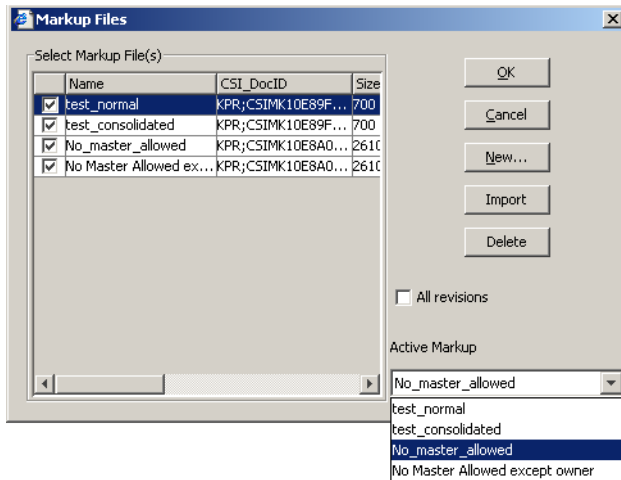 Markup Files
Select Markup File(s)
Name CSI_DocID Size
test_normal KPR;CSIMK10E89F... 700
test_consolidated KPR;CSIMK10E89F... 700
No_master_allowed KPR;CSIMK10E8A0... 2610
No Master Allowed ex... KPR;CSIMK10E8A0... 2610
OK
Cancel
New...
Import
Delete
All revisions
Active Markup
No_master_allowed
test_normal
test_consolidated
No_master_allowed
No Master Allowed except owner